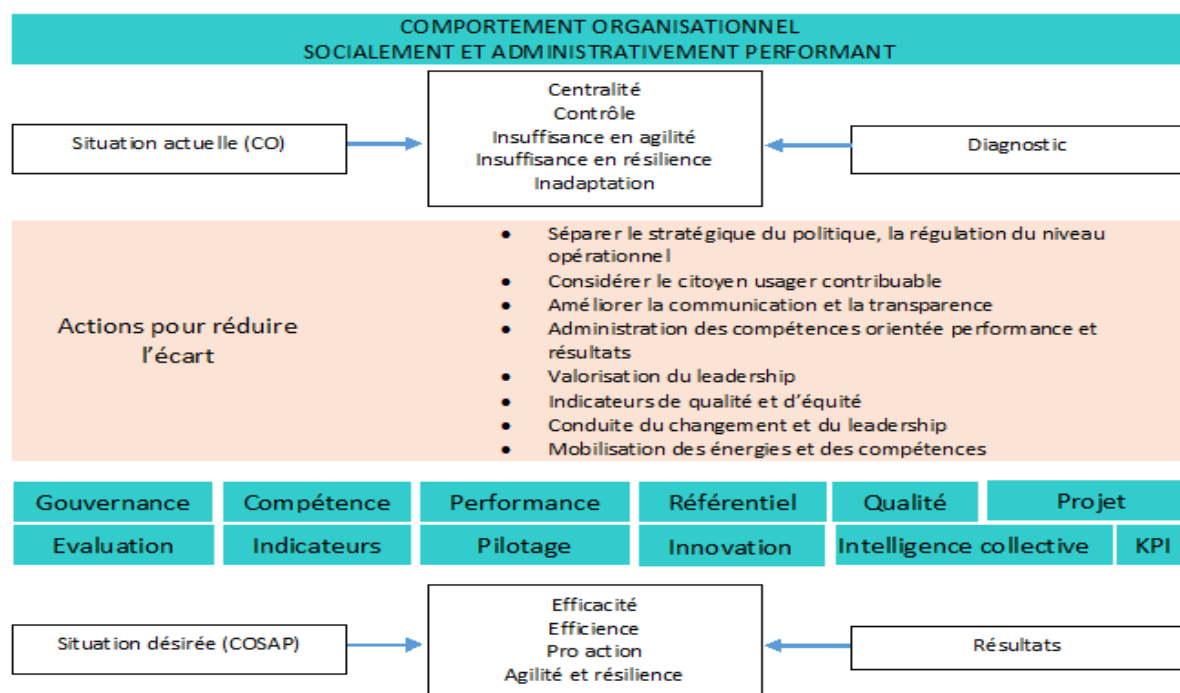 COMPORTEMENT ORGANISATIONNEL
SOCIALEMENT ET ADMINISTRATIVEMENT PERFORMANT
Situation actuelle (CO)
Centralité
Contrôle
Insuffisance en agilité
Insuffisance en résilience
Inadaptation
Diagnostic
Actions pour réduire
l'écart
• Séparer le stratégique du politique, la régulation du niveau
opérationnel
• Considérer le citoyen usager contribuable
• Améliorer la communication et la transparence
• Administration des compétences orientée performance et
résultats
• Valorisation du leadership
• Indicateurs de qualité et d'équité
• Conduite du changement et du leadership
• Mobilisation des énergies et des compétences
Gouvernance Compétence Performance Référentiel Qualité Projet
Evaluation Indicateurs Pilotage Innovation Intelligence collective KPI
Situation désirée (COSAP)
Efficacité
Efficience
Pro action
Agilité et résilience
Résultats